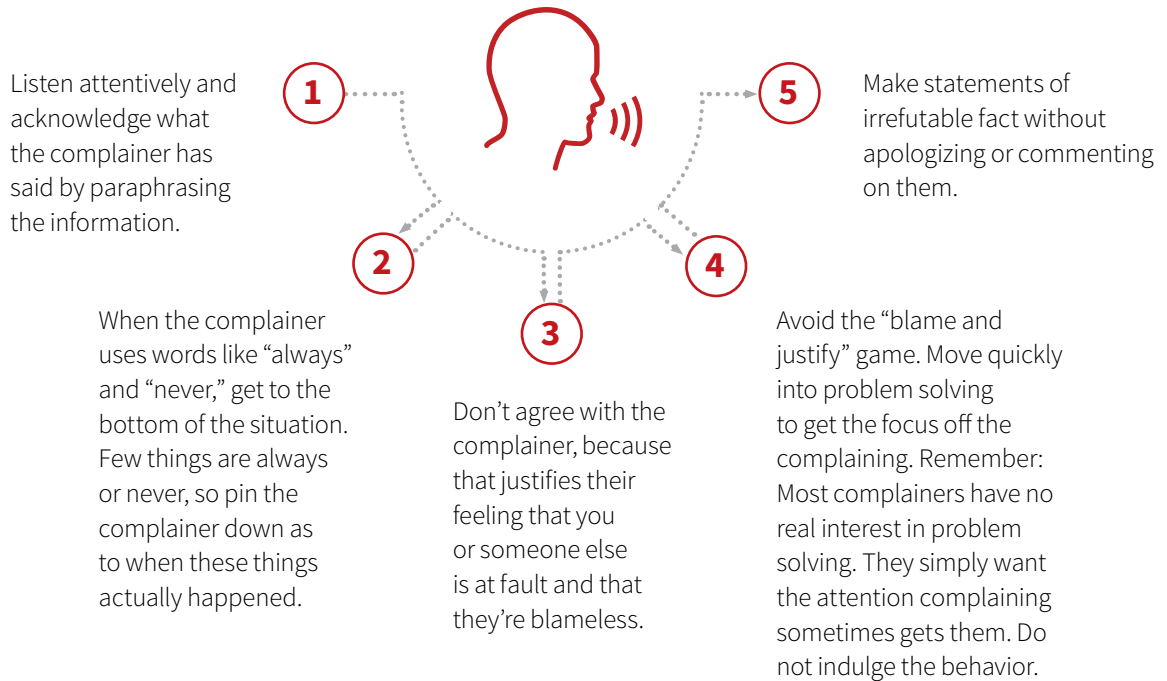 1
Listen attentively and
acknowledge what
the complainer has
said by paraphrasing
the information.
2
When the complainer
uses words like “always”
and “never,” get to the
bottom of the situation.
Few things are always
or never, so pin the
complainer down as
to when these things
actually happened.
3
Don’t agree with the
complainer, because
that justifies their
feeling that you
or someone else
is at fault and that
they’re blameless.
4
Avoid the “blame and
justify” game. Move quickly
into problem solving
to get the focus off the
complaining. Remember:
Most complainers have no
real interest in problem
solving. They simply want
the attention complaining
sometimes gets them. Do
not indulge the behavior.
5
Make statements of
irrefutable fact without
apologizing or commenting
on them.